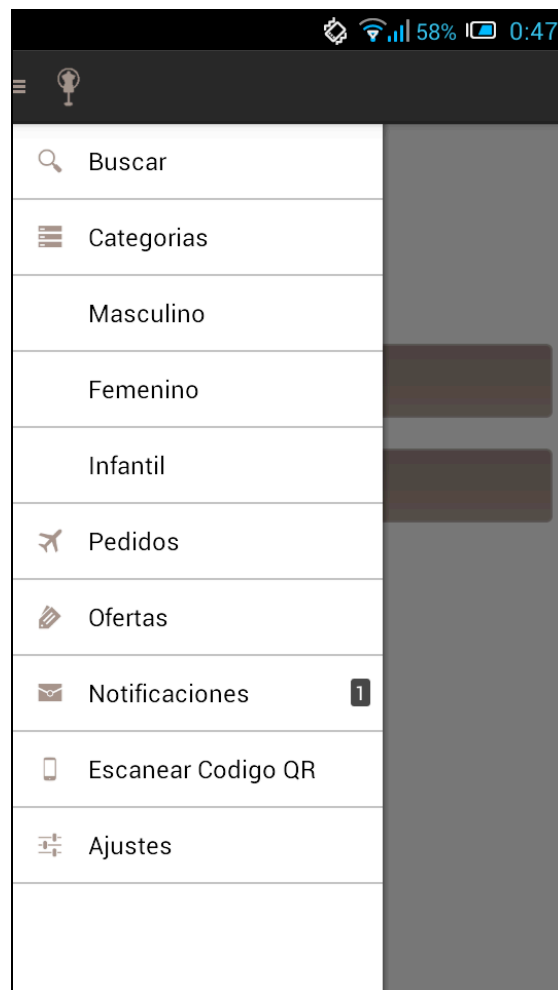 58% 0:47
Buscar
Categorias
Masculino
Femenino
Infantil
Pedidos
Ofertas
Notificaciones 1
Escanear Codigo QR
Ajustes